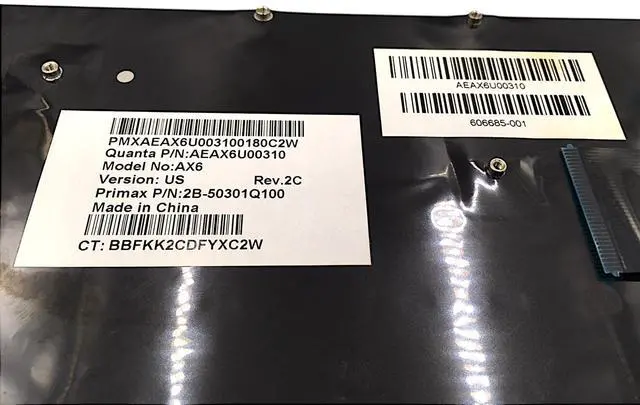 PMXAEAX6U003100180C2W
Quanta P/N:AEAX6U00310
Model No:AX6
Version: US Rev.2C
Primax P/N:2B-50301Q100
Made in China
CT: BBFKK2CDFYXC2W
AEAX6U00310
606685-001